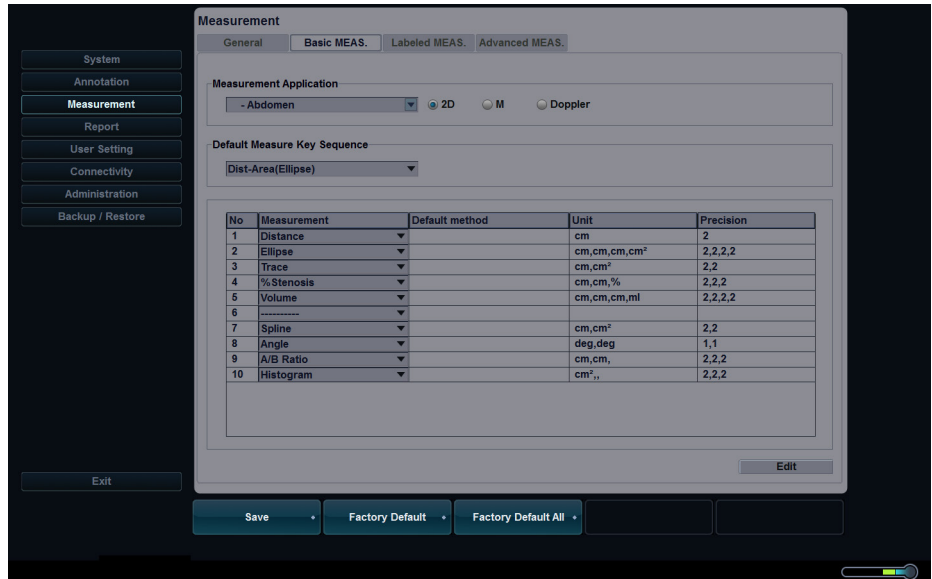 Measurement
General Basic MEAS. Labeled MEAS. Advanced MEAS.
System
Annotation
Measurement
Report
User Setting
Connectivity
Administration
Backup / Restore
Exit
Measurement Application
- Abdomen 2D M Doppler
Default Measure Key Sequence
Dist-Area(Ellipse)
No Measurement Default method Unit Precision
1 Distance cm 2
2 Ellipse cm,cm,cm,cm² 2,2,2,2
3 Trace cm,cm² 2,2
4 %Stenosis cm,cm,% 2,2,2
5 Volume cm,cm,cm,ml 2,2,2,2
6 ----------
7 Spline cm,cm² 2,2
8 Angle deg,deg 1,1
9 A/B Ratio cm,cm, 2,2,2
10 Histogram cm²,, 2,2,2
Edit
Save Factory Default Factory Default All